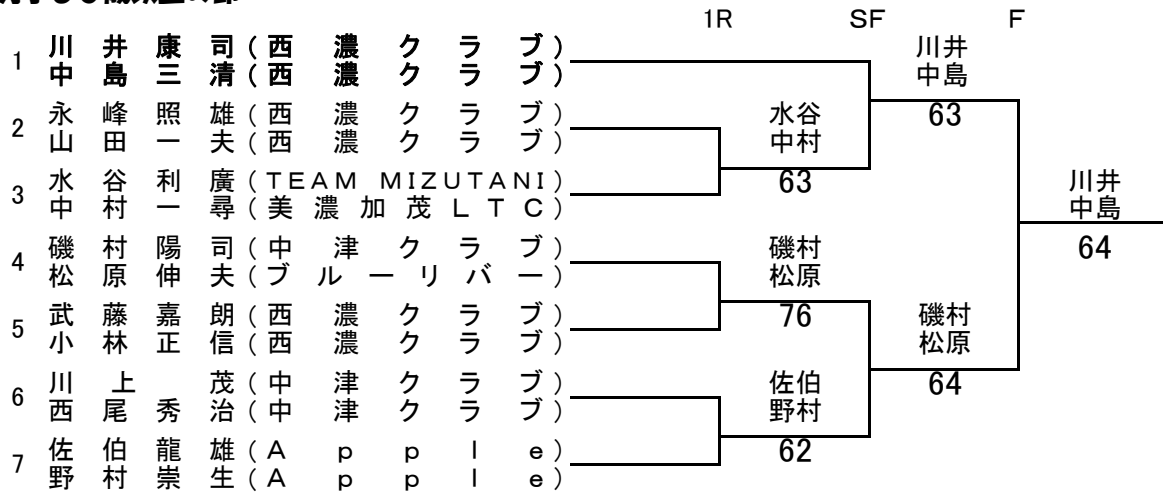 1R SF F
1 川井康司(西濃クラブ)
中島三清(西濃クラブ)
川井
中島
63
2 永峰照雄(西濃クラブ)
山田一夫(西濃クラブ)
水谷
中村
63
3 水谷利廣(TEAM MIZUTANI)
中村一尋(美濃加茂LTC)
川井
中島
64
4 磯村陽司(中津クラブ)
松原伸夫(ブルーリバー)
磯村
松原
76
5 武藤嘉朗(西濃クラブ)
小林正信(西濃クラブ)
磯村
松原
64
6 川上茂(中津クラブ)
西尾秀治(中津クラブ)
佐伯
野村
62
7 佐伯龍雄(Apple)
野村崇生(Apple)